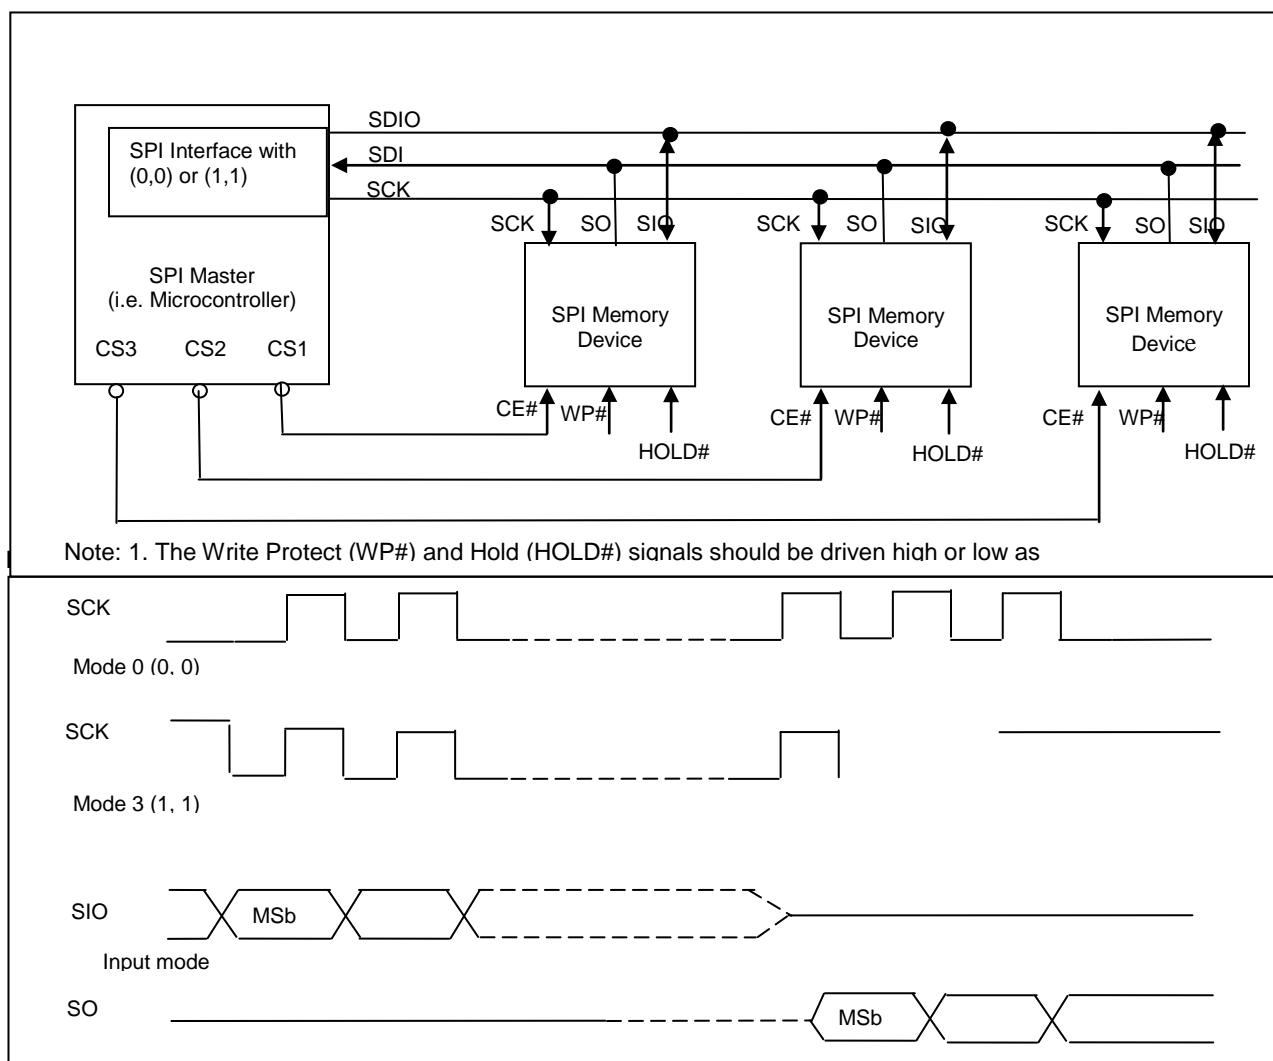 SDIO
SPI Interface with
(0,0) or (1,1)
SDI
SCK
SCK SO SIO
SCK SO SIO
SCK SO SIO
SPI Master
(i.e. Microcontroller)
SPI Memory
Device
SPI Memory
Device
SPI Memory
Device
CS3 CS2 CS1
CE# WP#
HOLD#
CE# WP#
HOLD#
CE# WP#
HOLD#
Note: 1. The Write Protect (WP#) and Hold (HOLD#) signals should be driven high or low as
SCK
Mode 0 (0, 0)
SCK
Mode 3 (1, 1)
SIO
MSb
Input mode
SO
MSb